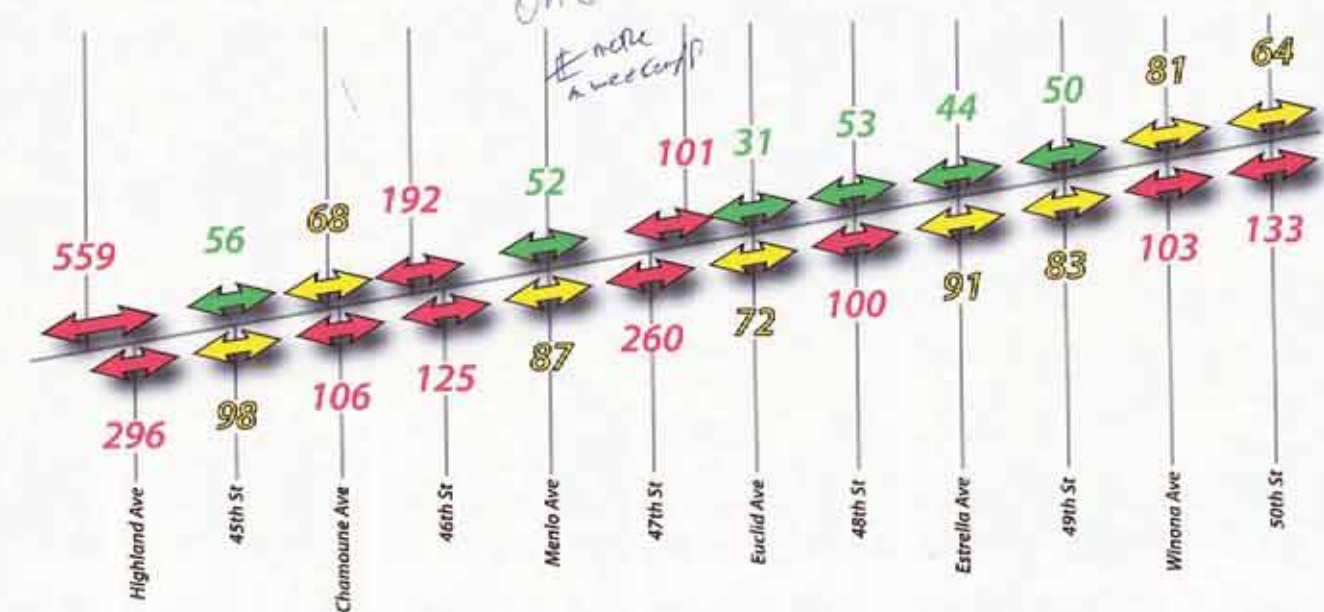 more
559
56
68
192
52
101
31
53
44
50
81
64
296
98
106
125
87
260
72
100
91
83
103
133
Highland Ave
45th St
Chamoune Ave
46th St
Menlo Ave
47th St
Euclid Ave
48th St
Estrella Ave
49th St
Winona Ave
50th St